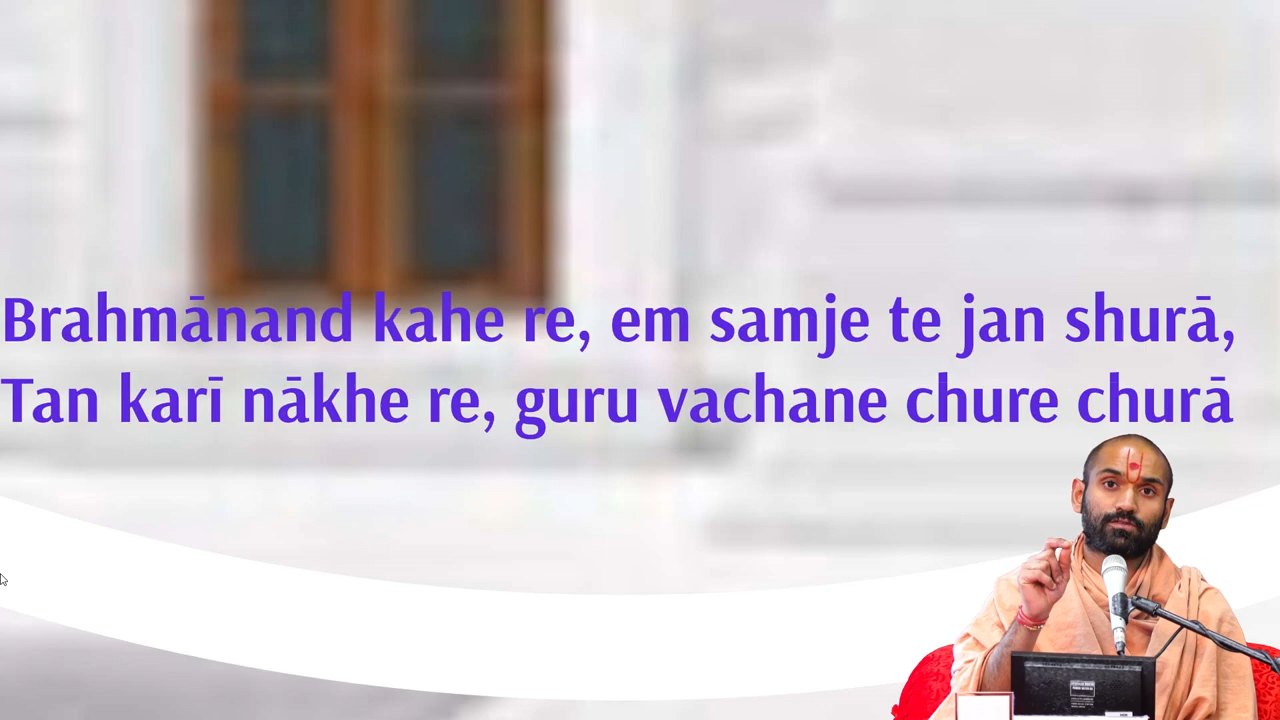 Brahmānand kahe re, em samje te jan shurā,
Tan karī nākhe re, guru vachane chure churā